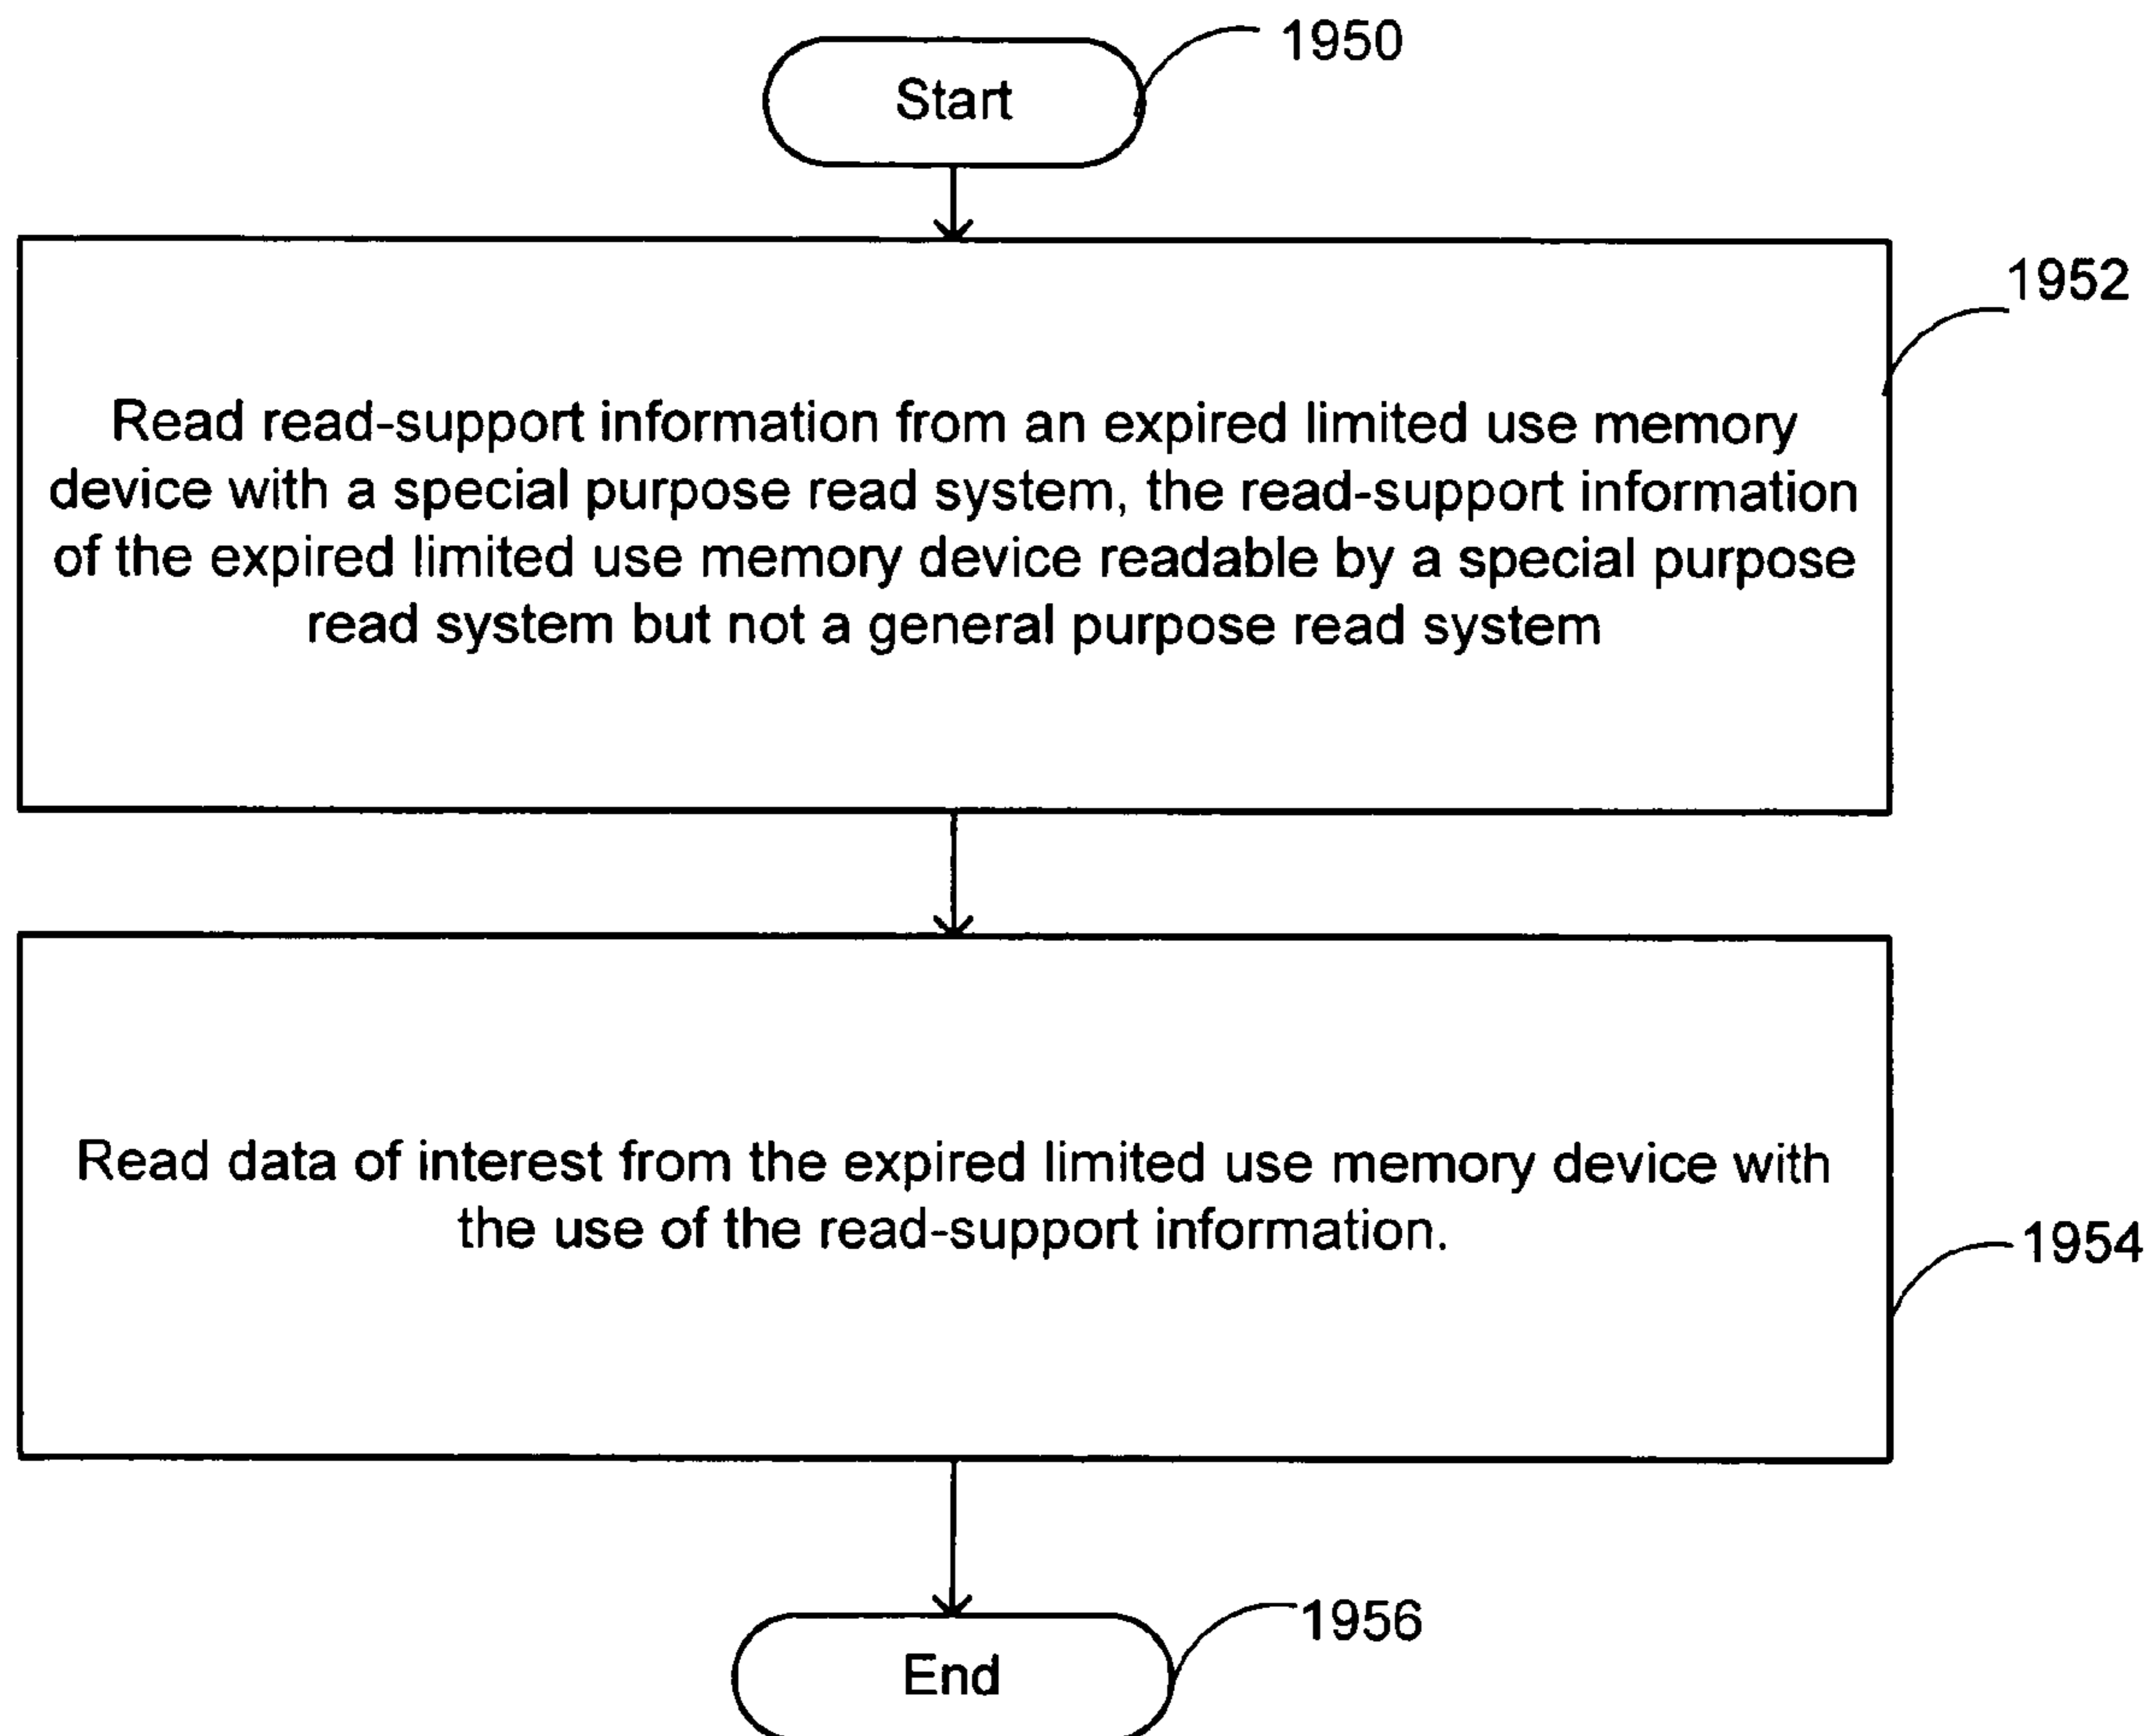 1950
Start
1952
Read read-support information from an expired limited use memory
device with a special purpose read system, the read-support information
of the expired limited use memory device readable by a special purpose
read system but not a general purpose read system
Read data of interest from the expired limited use memory device with
the use of the read-support information.
1954
1956
End